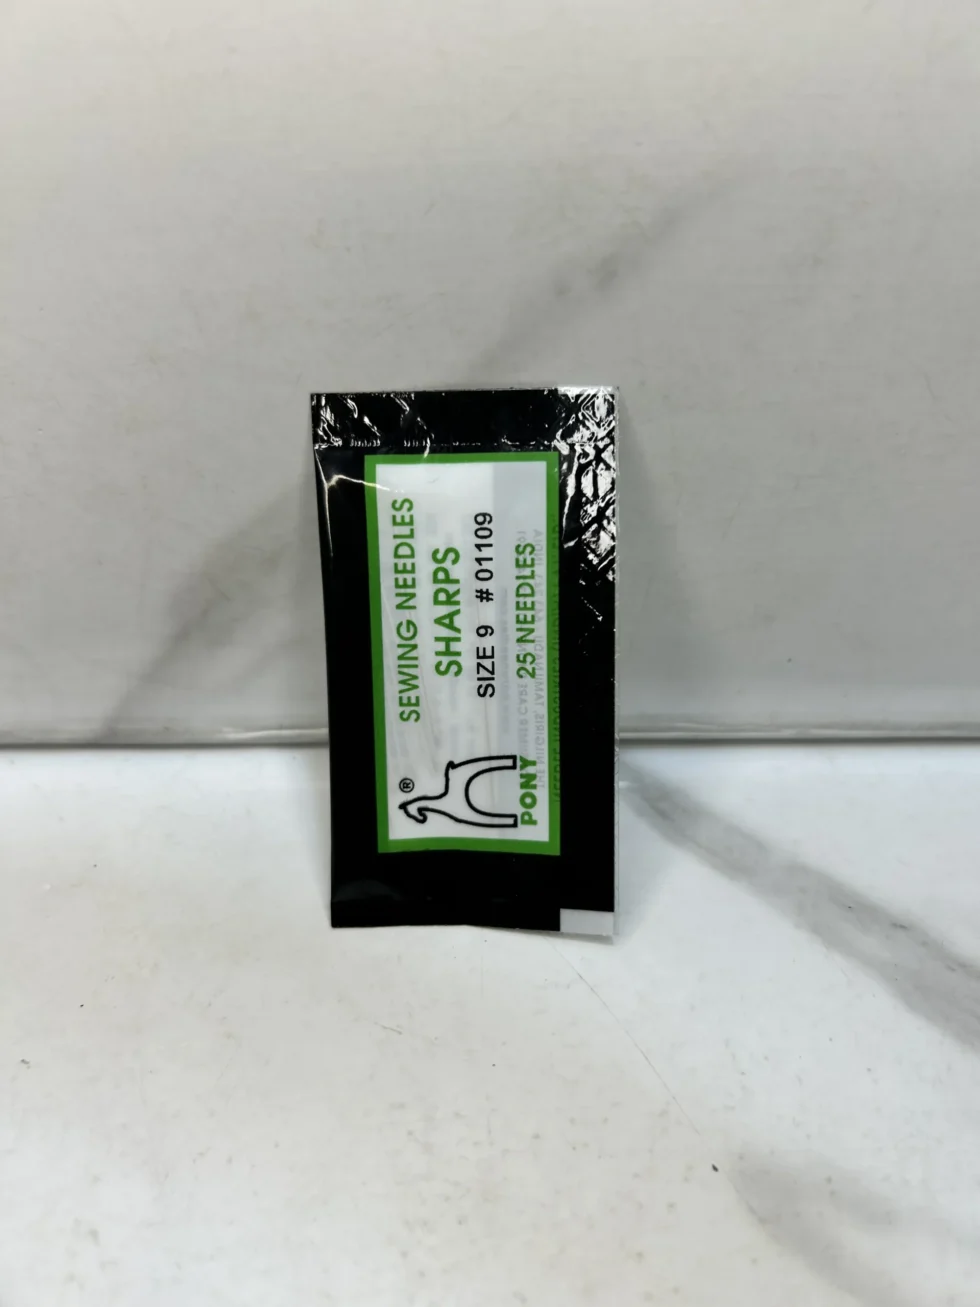 SEWING NEEDLES
SHARPS
SIZE 9 # 01109
®
PONY 25 NEEDLES